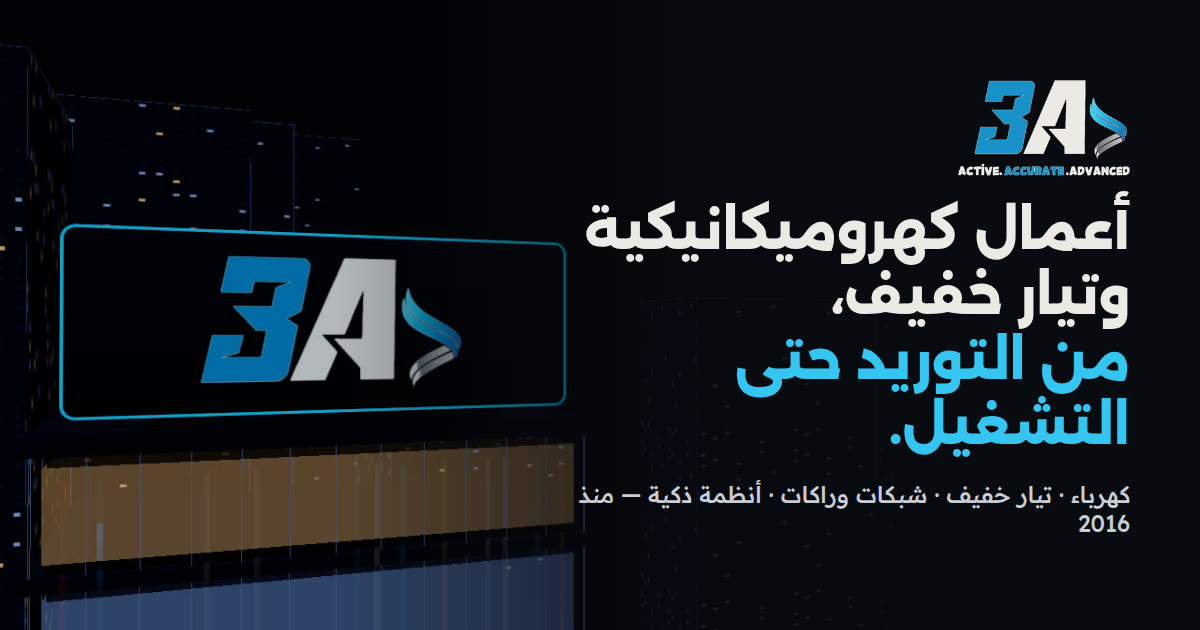 3A
ACTIVE.ACCURATE.ADVANCED
أعمال كهروميكانيكية
وتيار خفيف،
من التوريد حتى
التشغيل.
كهرباء · تيار خفيف · شبكات وراكات · أنظمة ذكية — منذ
2016
3A